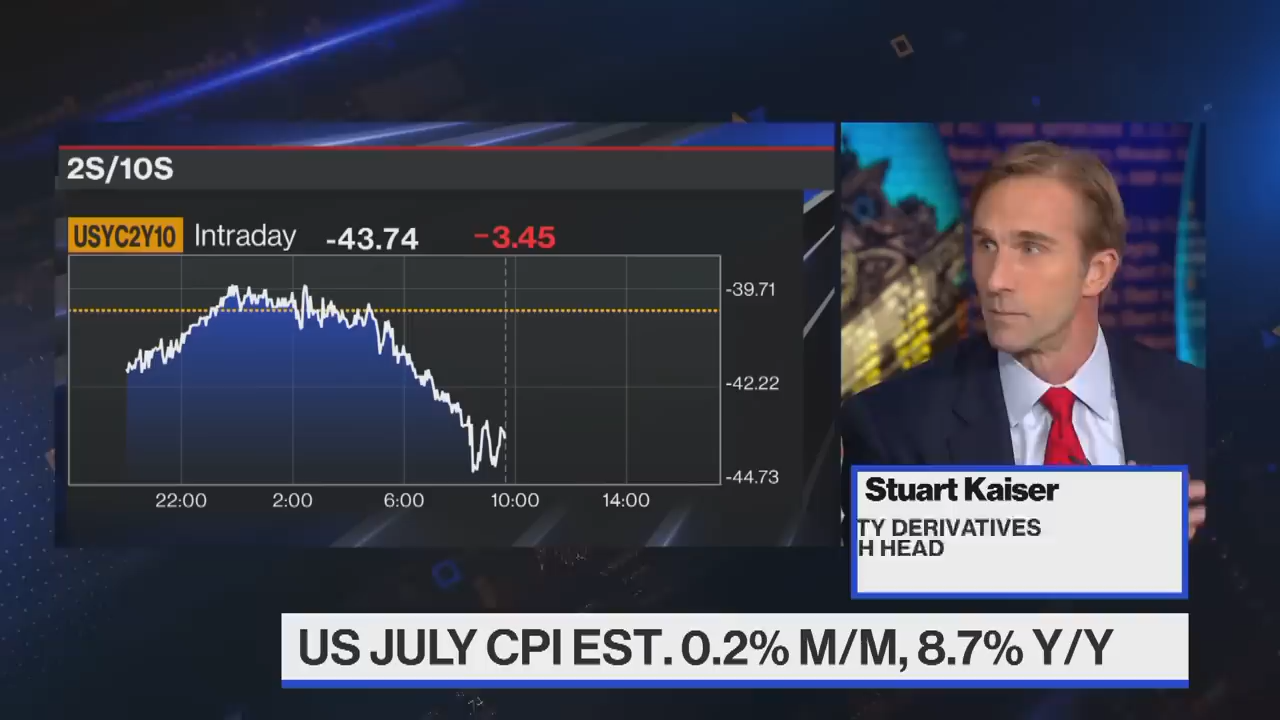 2S/10S
USYC2Y10 Intraday -43.74 -3.45
-39.71
-42.22
-44.73
22:00 2:00 6:00 10:00 14:00
Stuart Kaiser
TY DERIVATIVES
H HEAD
US JULY CPI EST. 0.2% M/M, 8.7% Y/Y